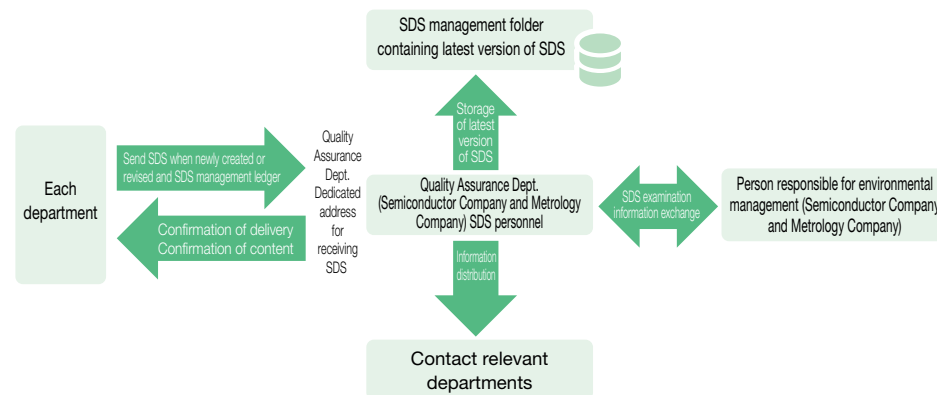 SDS management folder
containing latest version of SDS
Storage
of latest
version
of SDS
Each
department
Send SDS when newly created or
revised and SDS management ledger
Confirmation of delivery
Confirmation of content
Quality
Assurance
Dept.
Dedicated
address
for
receiving
SDS
Quality Assurance Dept.
(Semiconductor Company and Metrology
Company) SDS personnel
SDS examination
information exchange
Person responsible for environmental
management (Semiconductor Company
and Metrology Company)
Information
distribution
Contact relevant
departments